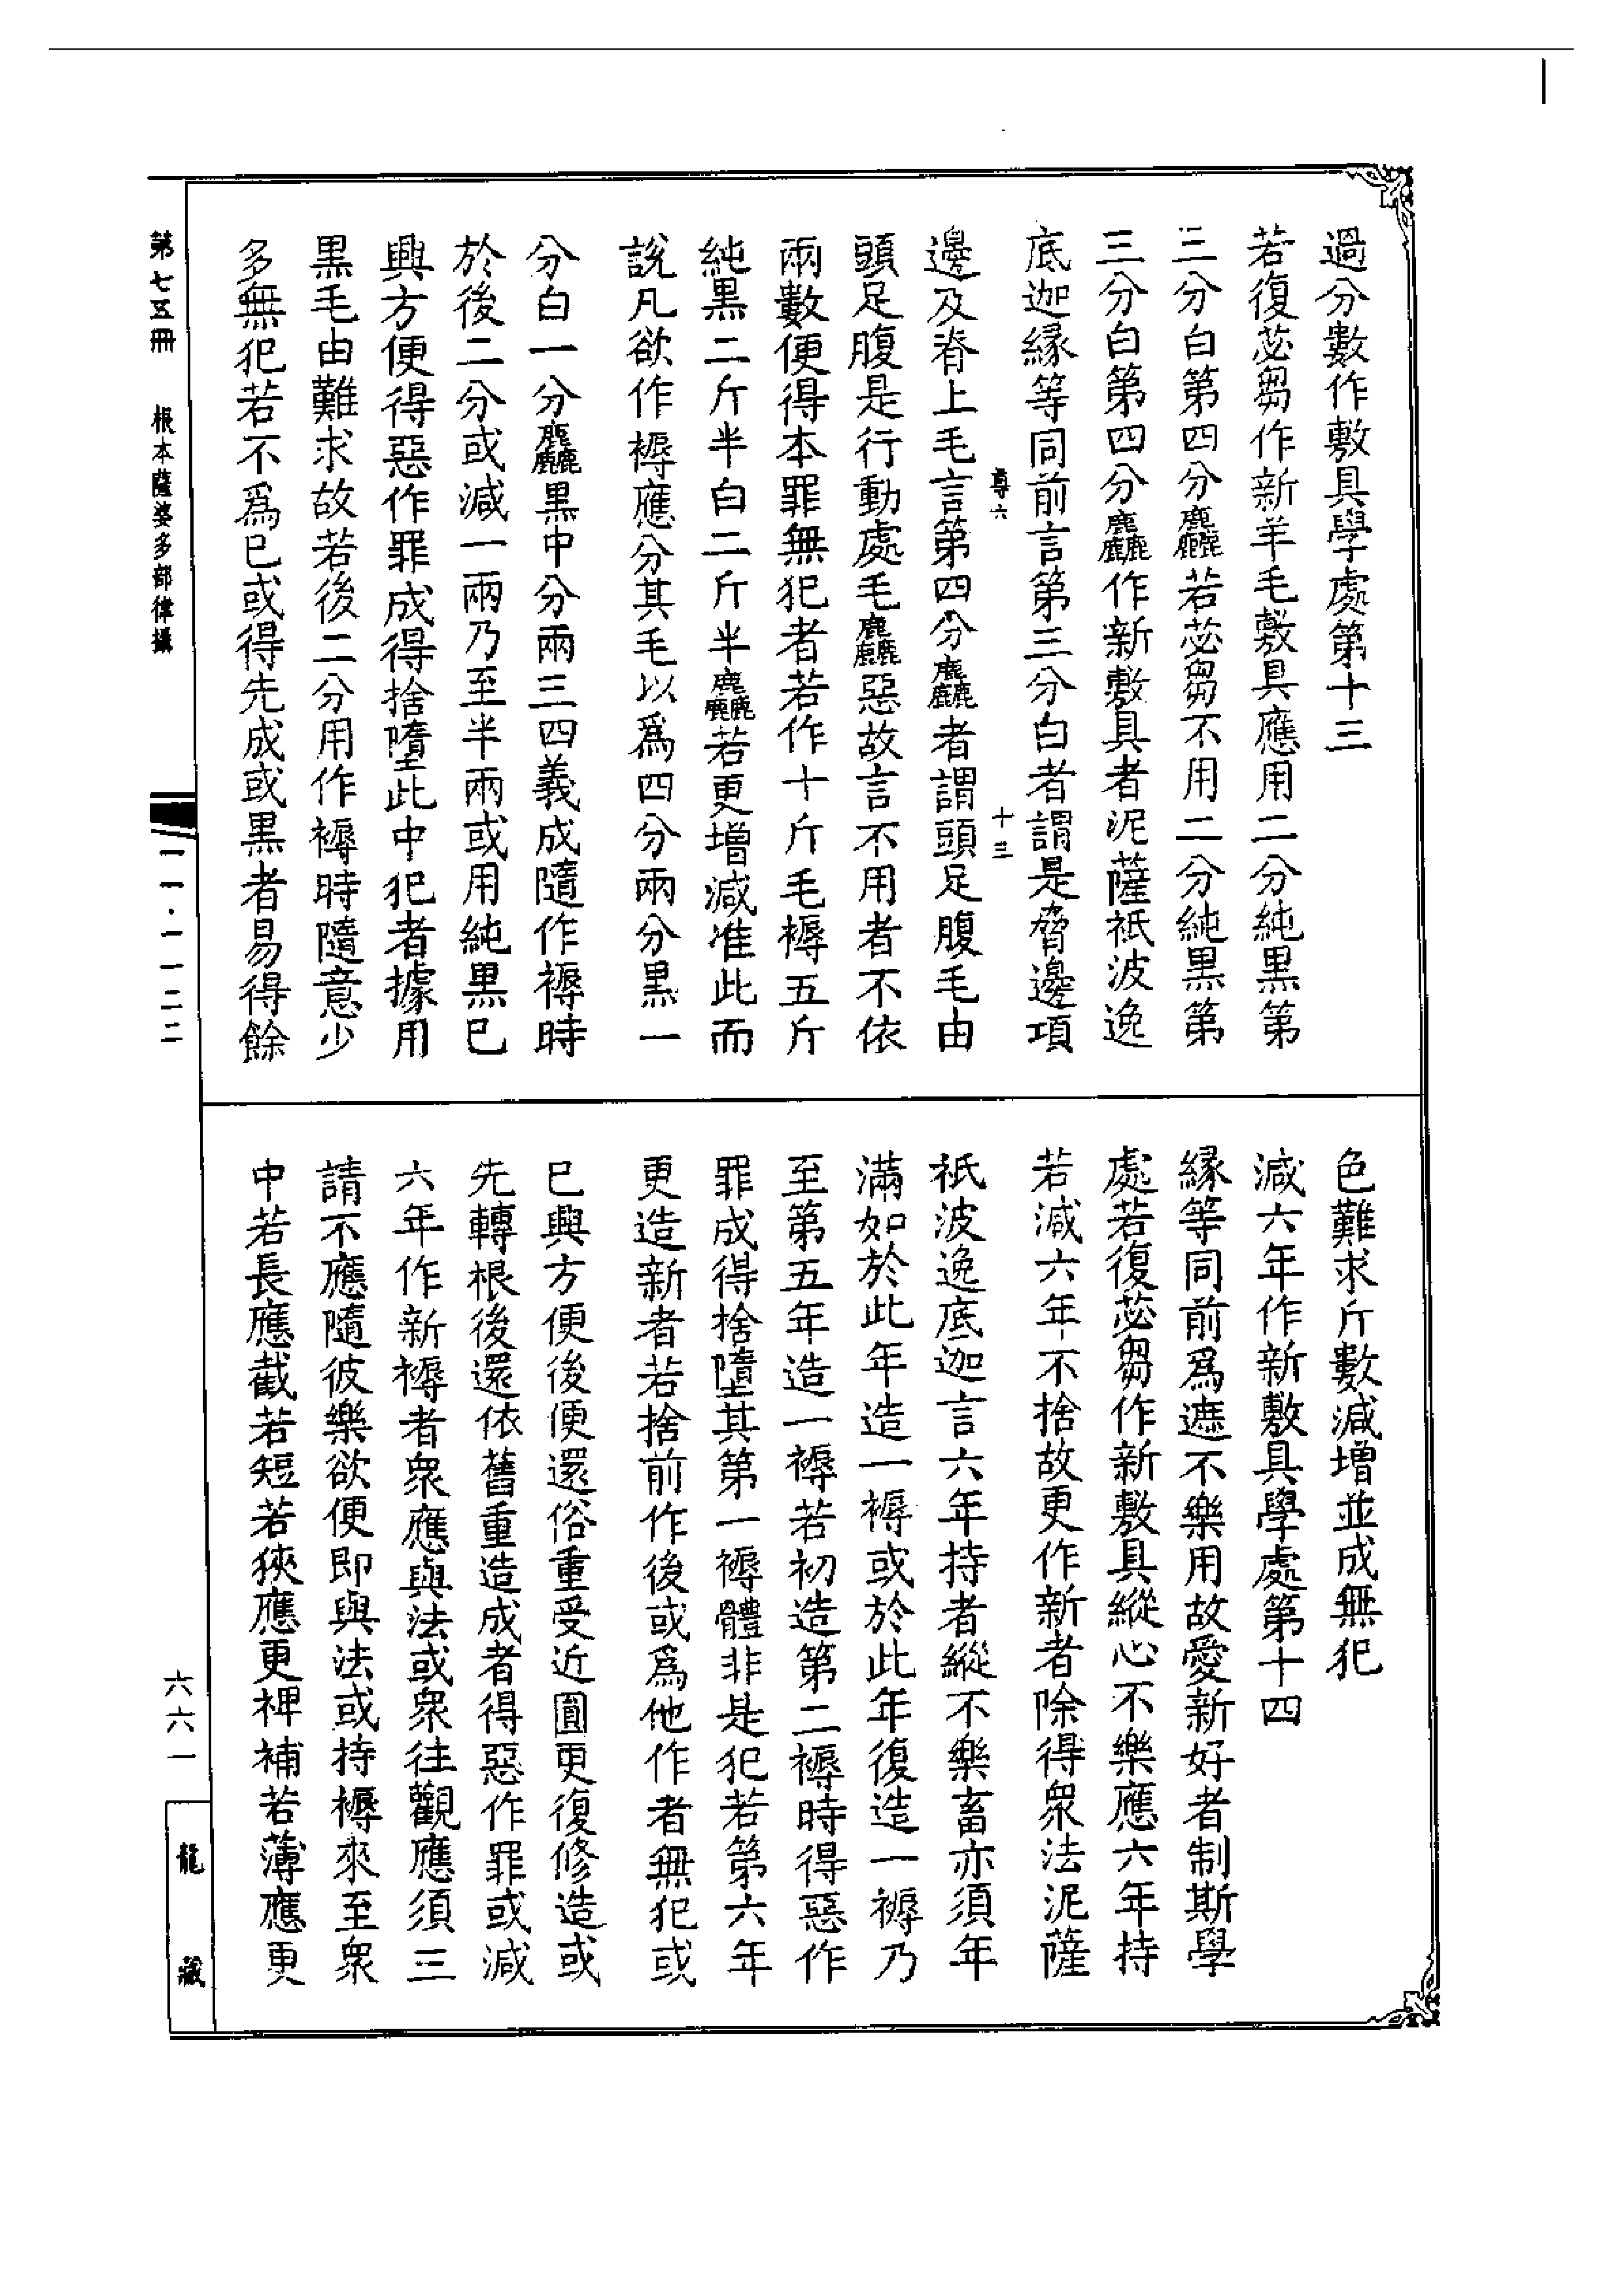 過分數作敷具學處第十三
若復苾芻作新羊毛敷具應用二分純黑第
三分白第四分麤若苾芻不用二分純黑第
三分白第四分麤作新敷具者泥薩祇波逸
底迦緣等同前言第三分白者謂是脅邊項
尊六
十三
邊及脊上毛言第四分麤者謂頭足腹毛由
頭足腹是行動處毛麤惡故言不用者不依
兩數便得本罪無犯者若作十斤毛褥五斤
純黑二斤半白二斤半麤若更增減准此而
說凡欲作褥應分其毛以爲四分兩分黑一
分白一分麤黑中分兩三四義成隨作褥時
於後二分或減一兩乃至半兩或用純黑已
興方便得惡作罪成得捨墮此中犯者據用
黑毛由難求故若後二分用作褥時隨意少
多無犯若不爲已或得先成或黑者易得餘
色難求斤數減增並成無犯
減六年作新敷具學處第十四
緣等同前爲遮不樂用故愛新好者制斯學
處若復苾芻作新敷具縱心不樂應六年持
若減六年不捨故更作新者除得眾法泥薩
祇波逸底迦言六年持者縱不樂畜亦須年
滿如於此年造一褥或於此年復造一褥乃
至第五年造一褥若初造第二褥時得惡作
罪成得捨墮其第一褥體非是犯若第六年
更造新者若捨前作後或爲他作者無犯或
已興方便後便還俗重受近圓更復修造或
先轉根後還依舊重造成者得惡作罪或減
六年作新褥者眾應與法或眾往觀應須三
請不應隨彼樂欲便即與法或持褥來至眾
中若長應截若短若狹應更裨補若薄應更
第七五冊
根本薩婆多部律攝
一一·一一二二
六六一
龍藏